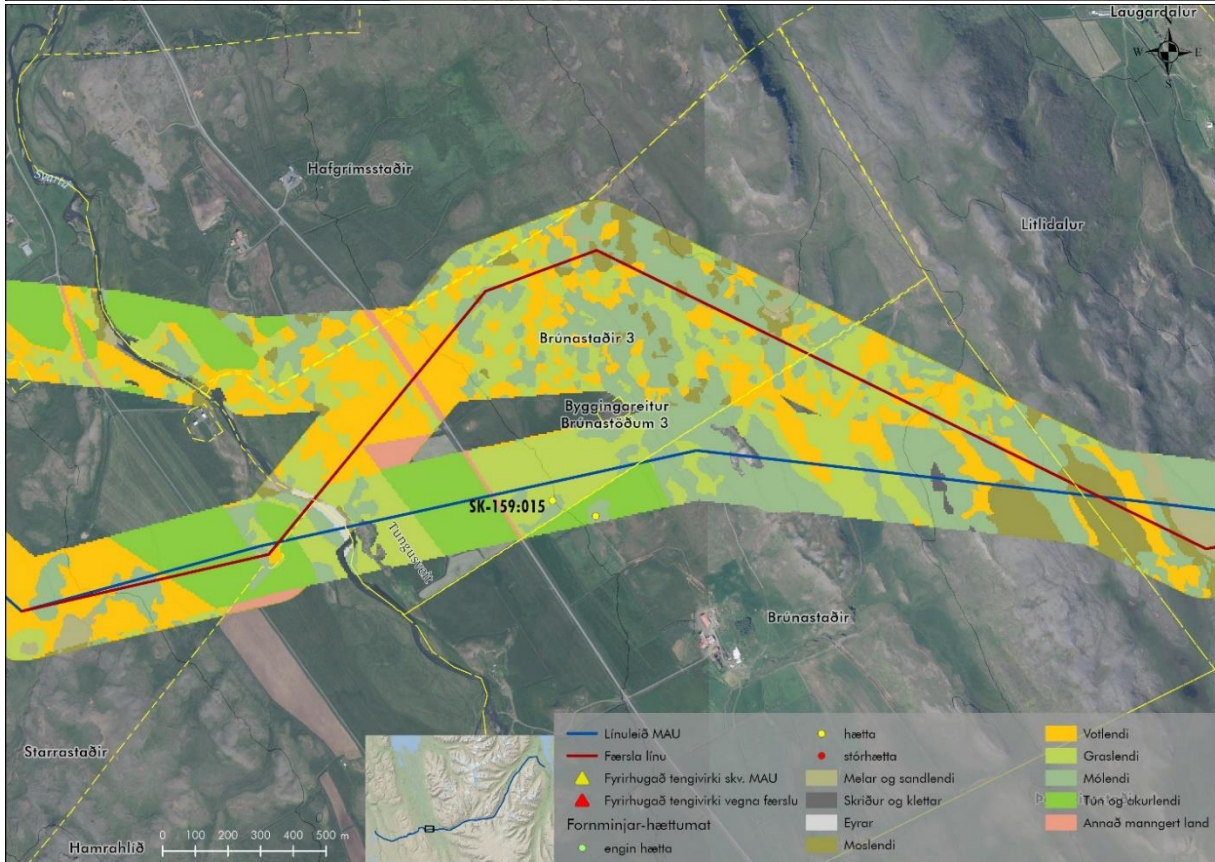 Laugardalur
N
W E
S
Hafgrímsstaðir
Svartá
Litlidalur
Brúnastaðir 3
Byggingareitur
Brúnastöðum 3
SK-159:015
Tungusveit
Brúnastaðir
Starrastaðir
Hamrahlíð
0 100 200 300 400 500 m
Línuleið MAU
Færsla línu
Fyrirhugað tengivirki skv. MAU
Fyrirhugað tengivirki vegna færslu
Fornminjar-hættumat
engin hætta
hætta
stórhætta
Melar og sandlendi
Skriður og klettar
Eyrar
Moslendi
Votlendi
Graslendi
Mólendi
Tún og akurlendi
Annað manngert land